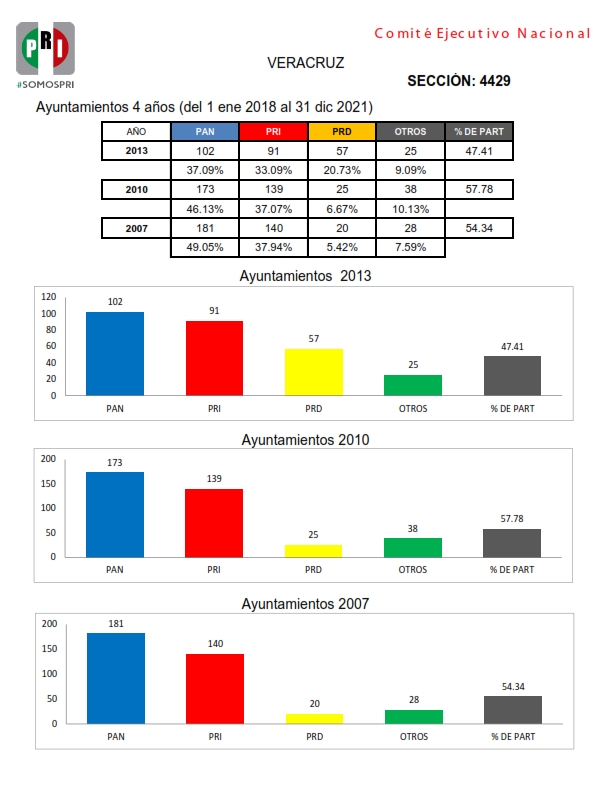 Comité Ejecutivo Nacional
PRI
#SOMOSPRI
VERACRUZ
SECCIÓN: 4429
Ayuntamientos 4 años (del 1 ene 2018 al 31 dic 2021)
AÑO PAN PRI PRD OTROS % DE PART
2013 102 91 57 25 47.41
37.09% 33.09% 20.73% 9.09%
2010 173 139 25 38 57.78
46.13% 37.07% 6.67% 10.13%
2007 181 140 20 28 54.34
49.05% 37.94% 5.42% 7.59%
Ayuntamientos 2013
120
100
80
60
40
20
0
102
91
57
25
47.41
PAN PRI PRD OTROS % DE PART
Ayuntamientos 2010
200
150
100
50
0
173
139
25
38
57.78
PAN PRI PRD OTROS % DE PART
Ayuntamientos 2007
200
150
100
50
0
181
140
20
28
54.34
PAN PRI PRD OTROS % DE PART